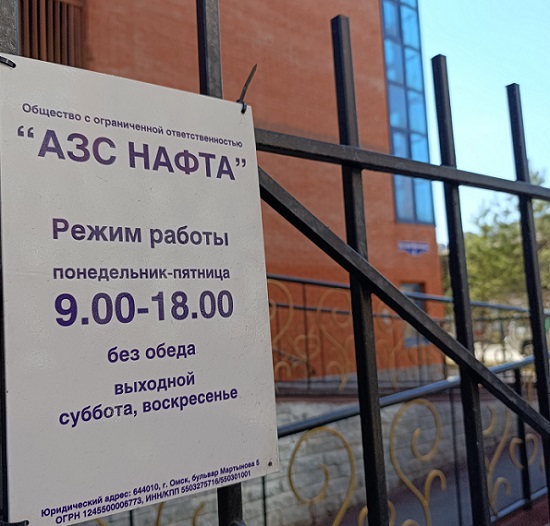 Общество с ограниченной ответственностью
“АЗС НАФТА”
Режим работы
понедельник-пятница
9.00-18.00
без обеда
выходной
суббота, воскресенье
Юридический адрес: 644010, г. Омск, бульвар Мартынова 5
ОГРН 1245500006773, ИНН/КПП 5503275716/550301001